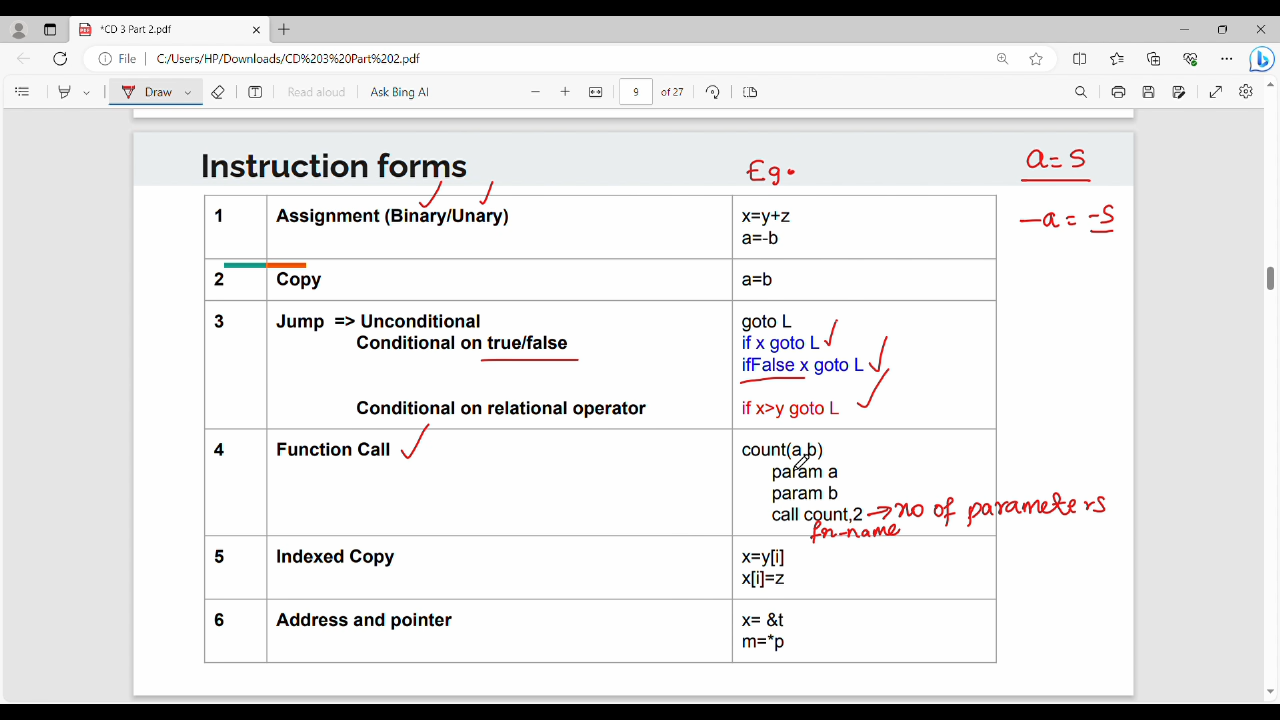 *CD 3 Part 2.pdf
File C:/Users/HP/Downloads/CD%203%20Part%202.pdf
Draw Read aloud Ask Bing AI 9 of 27
Instruction forms Eg. a=5
1 Assignment (Binary/Unary) x=y+z
a=-b -a = -5
2 Copy a=b
3 Jump => Unconditional goto L
Conditional on true/false if x goto L
ifFalse x goto L
Conditional on relational operator if x>y goto L
4 Function Call count(a,b)
param a
param b
call count,2 → no of parameters
fn-name
5 Indexed Copy x=y[i]
x[i]=z
6 Address and pointer x= &t
m=*p